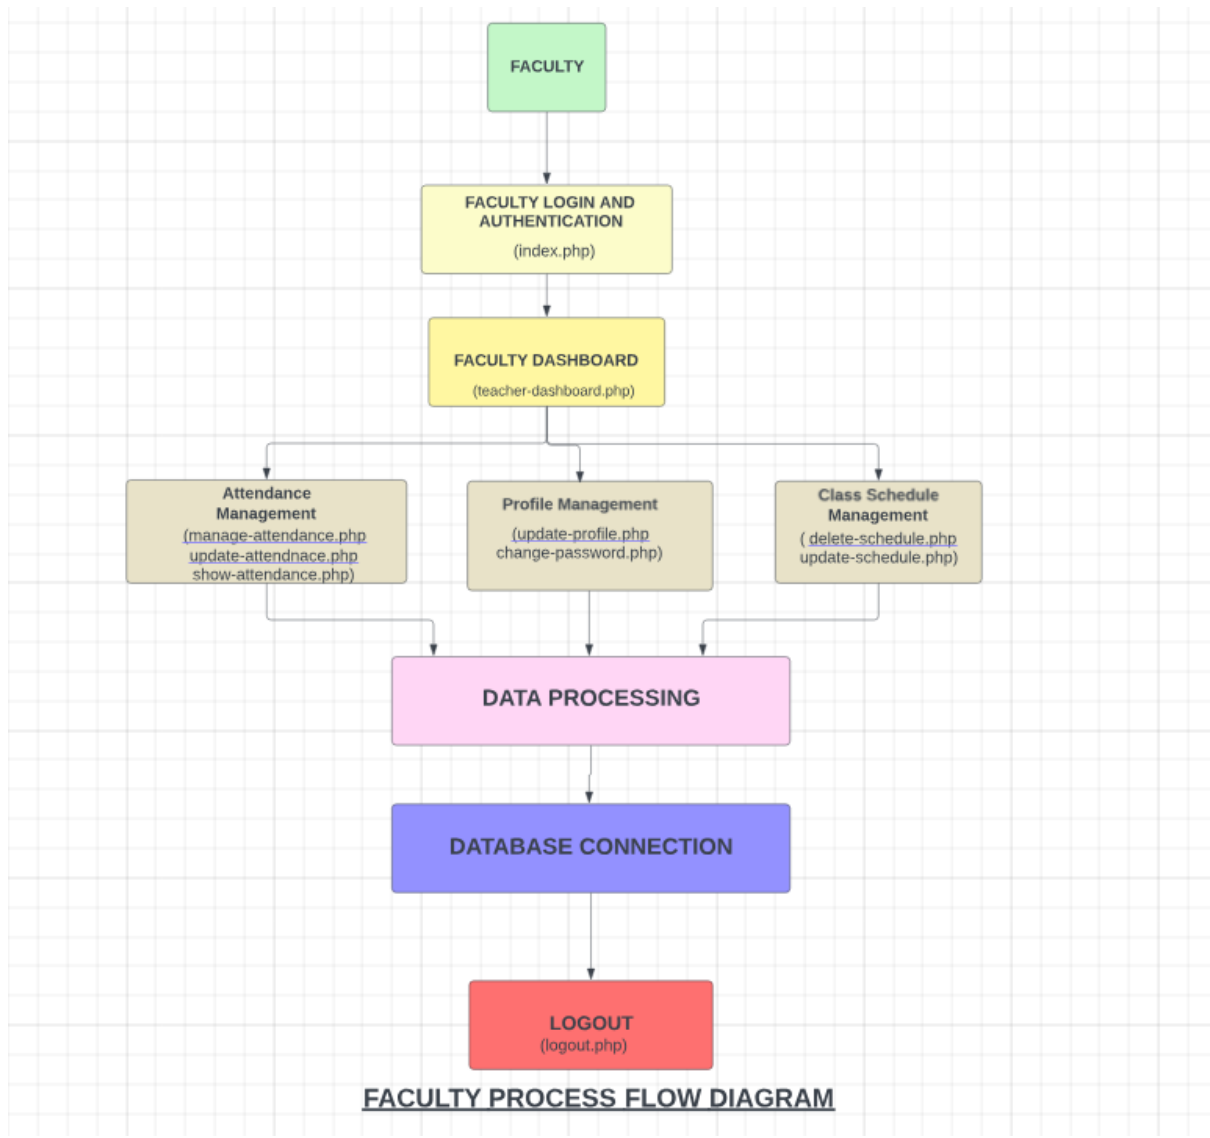 FACULTY
FACULTY LOGIN AND
AUTHENTICATION
(index.php)
FACULTY DASHBOARD
(teacher-dashboard.php)
Attendance
Management
(manage-attendance.php
update-attendnace.php
show-attendance.php)
Profile Management
(update-profile.php
change-password.php)
Class Schedule
Management
( delete-schedule.php
update-schedule.php)
DATA PROCESSING
DATABASE CONNECTION
LOGOUT
(logout.php)
FACULTY PROCESS FLOW DIAGRAM